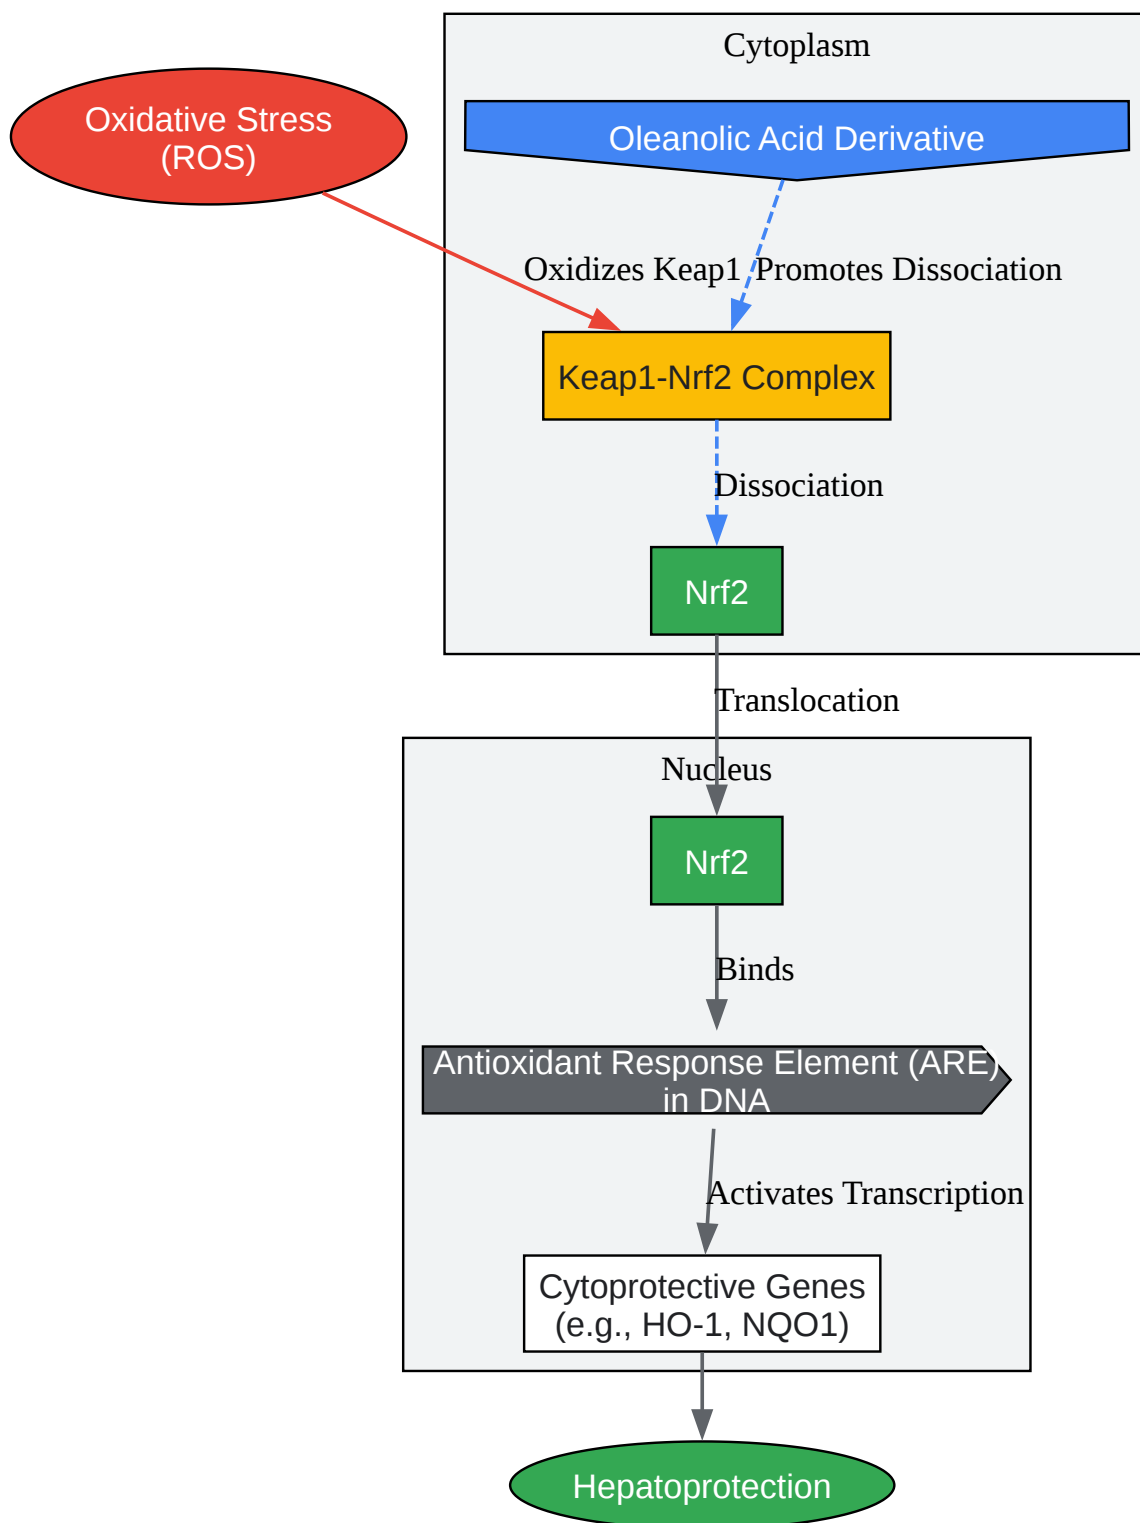 Cytoplasm
Oxidative Stress
(ROS)
Oleanolic Acid Derivative
Oxidizes Keap1
Promotes Dissociation
Keap1-Nrf2 Complex
Dissociation
Nrf2
Translocation
Nucleus
Nrf2
Binds
Antioxidant Response Element (ARE)
in DNA
Activates Transcription
Cytoprotective Genes
(e.g., HO-1, NQO1)
Hepatoprotection